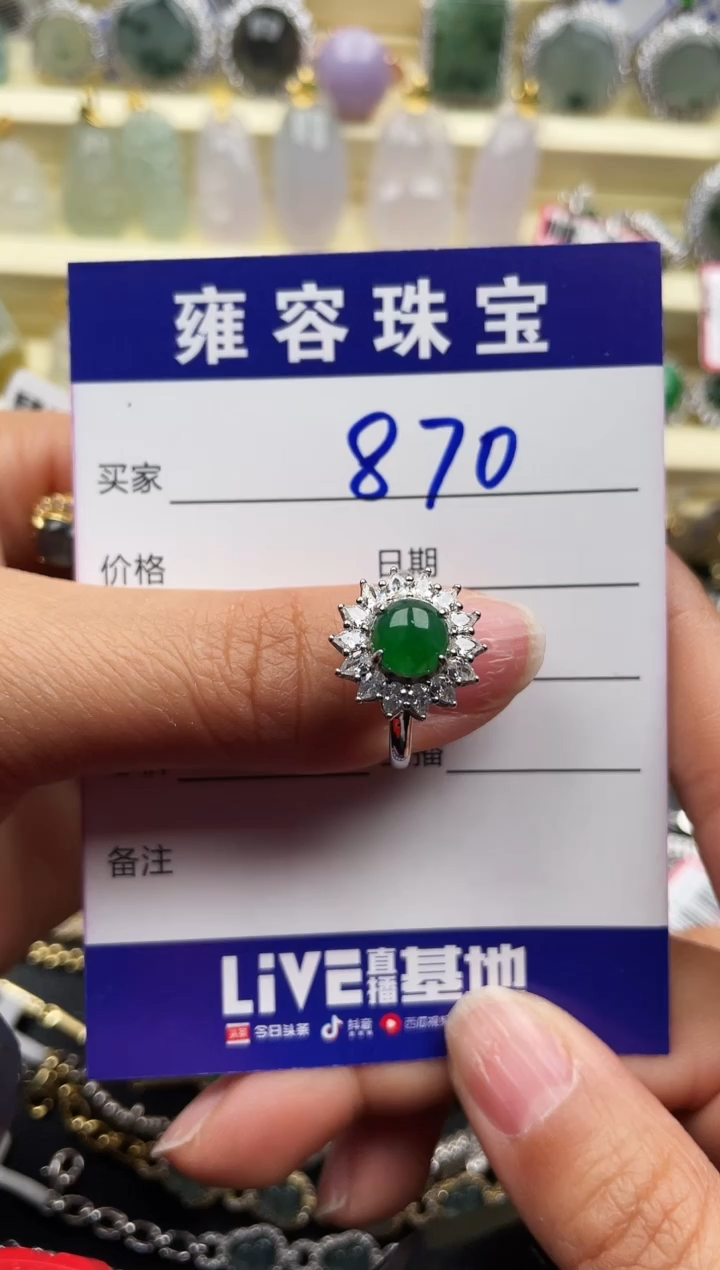 雍容珠宝
买家 870
价格 日期
播
备注
LiVE直播基地
今日头条 抖音 西瓜视频